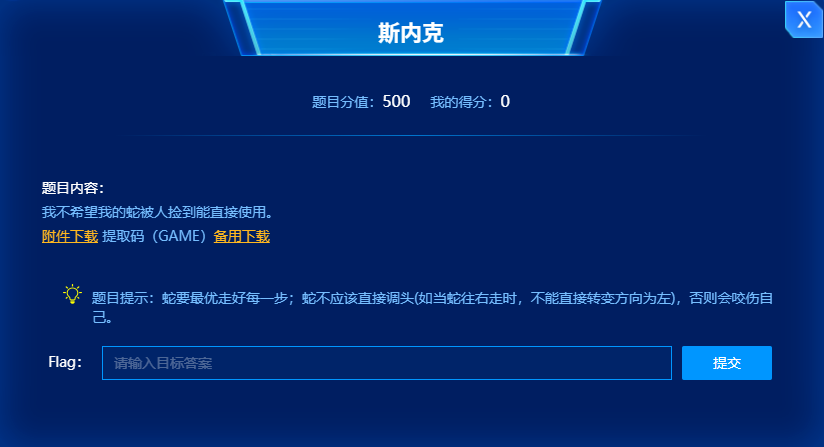 斯内克
X
题目分值：500 我的得分：0
题目内容：
我不希望我的蛇被人捡到能直接使用。
附件下载 提取码（GAME）备用下载
题目提示：蛇要最优走好每一步；蛇不应该直接调头(如当蛇往右走时，不能直接转变方向为左)，否则会咬伤自
己。
Flag： 请输入目标答案 提交